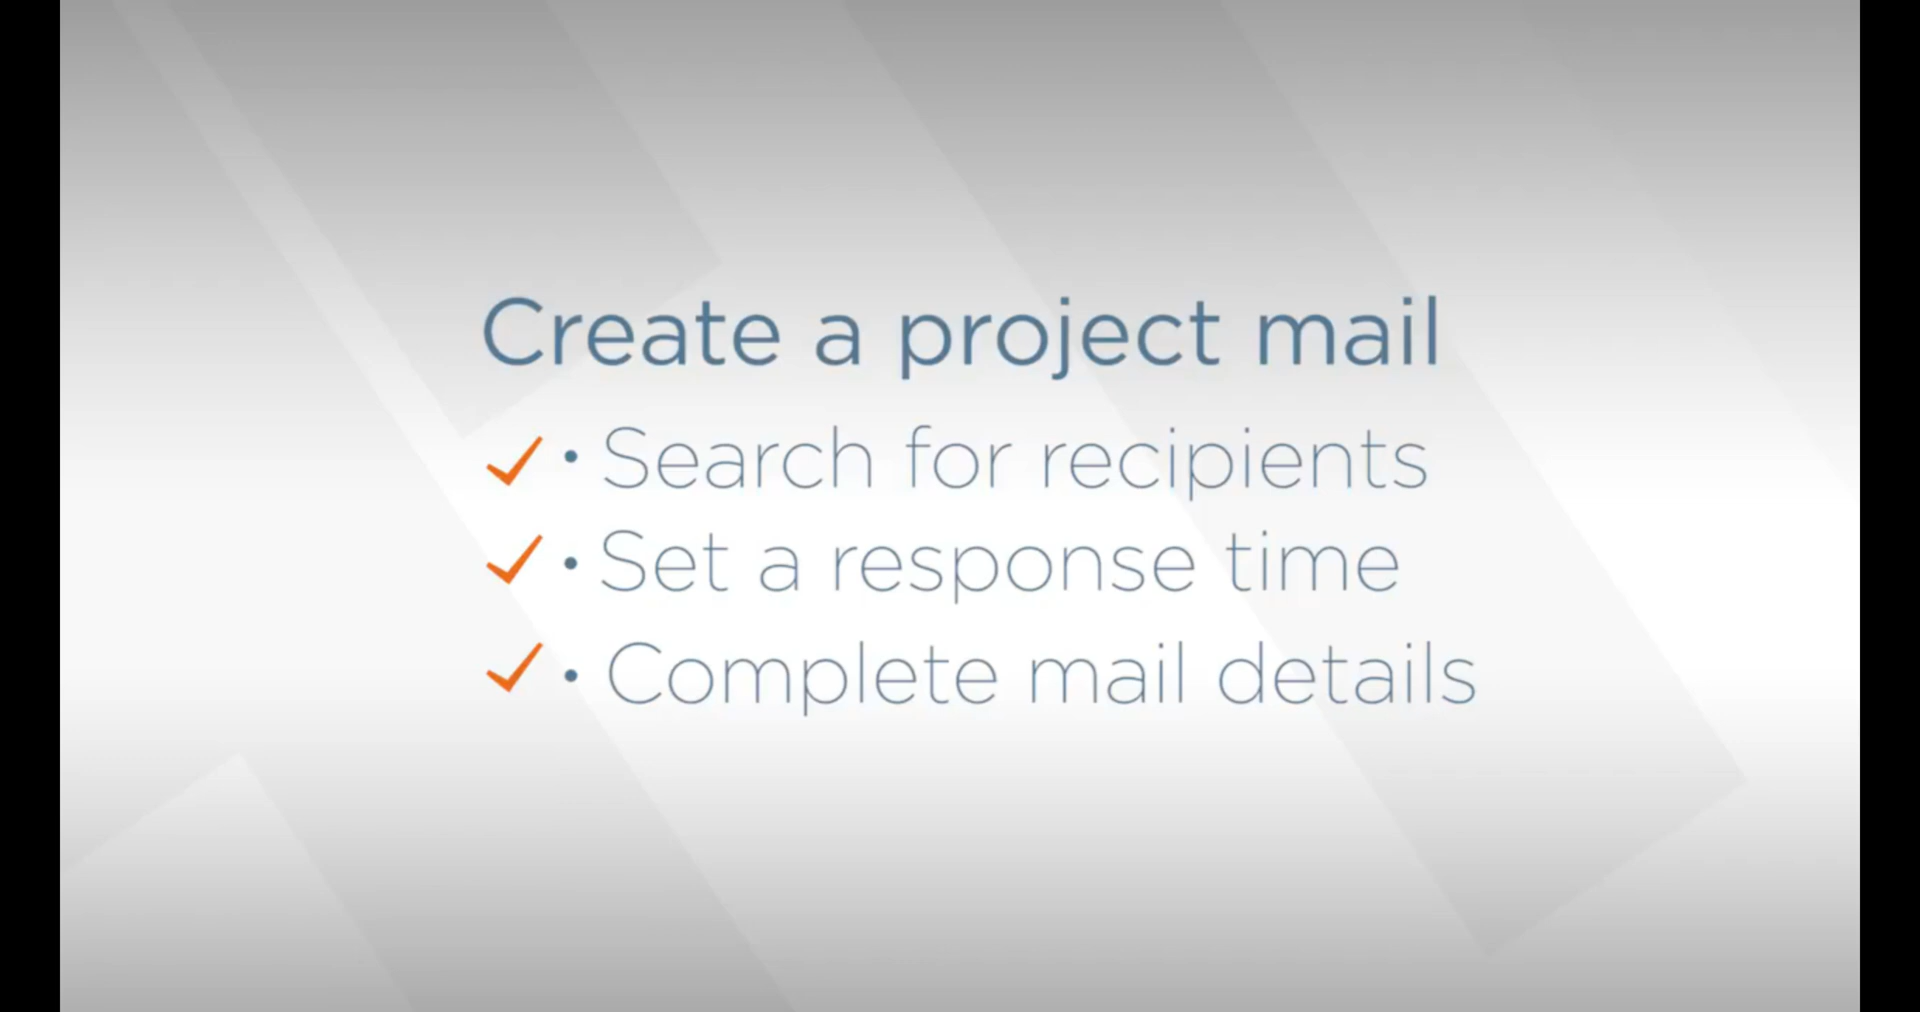 Create a project mail
✓ • Search for recipients
✓ • Set a response time
✓ • Complete mail details